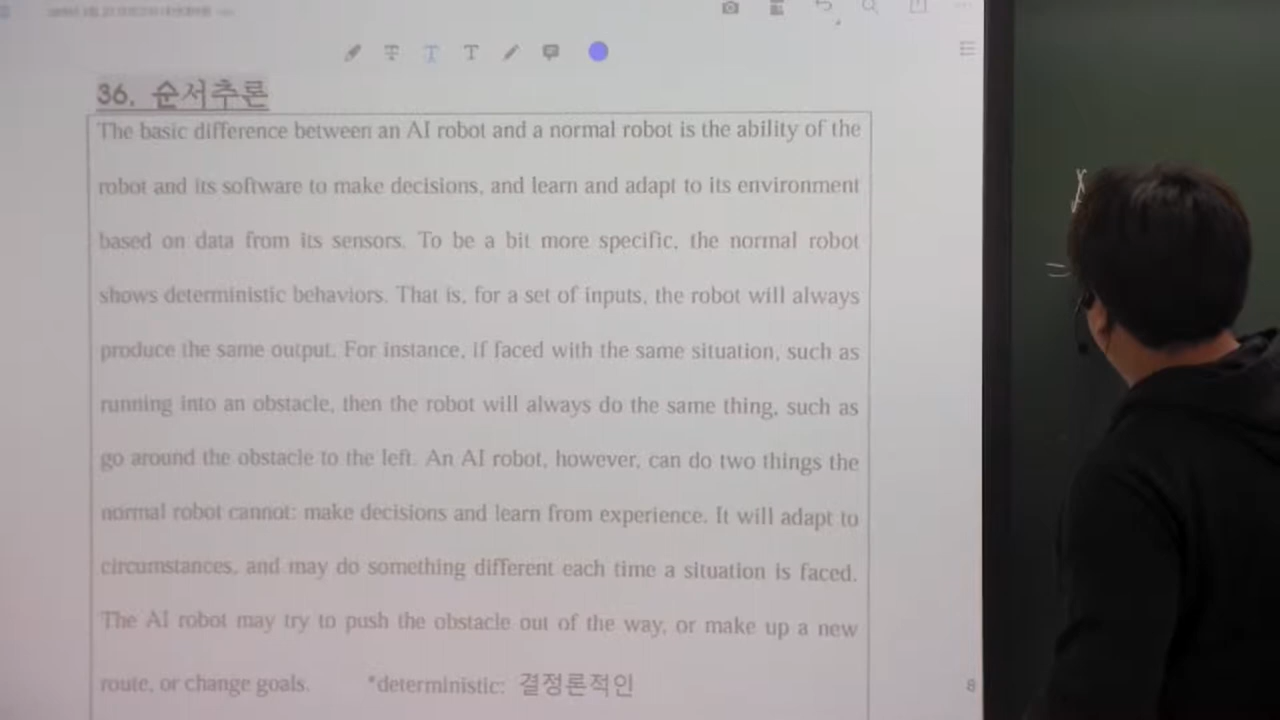 36. 순서추론
The basic difference between an AI robot and a normal robot is the ability of the
robot and its software to make decisions, and learn and adapt to its environment
based on data from its sensors. To be a bit more specific, the normal robot
shows deterministic behaviors. That is, for a set of inputs, the robot will always
produce the same output. For instance, if faced with the same situation, such as
running into an obstacle, then the robot will always do the same thing, such as
go around the obstacle to the left. An AI robot, however, can do two things the
normal robot cannot: make decisions and learn from experience. It will adapt to
circumstances, and may do something different each time a situation is faced.
The AI robot may try to push the obstacle out of the way, or make up a new
route, or change goals. *deterministic: 결정론적인
8